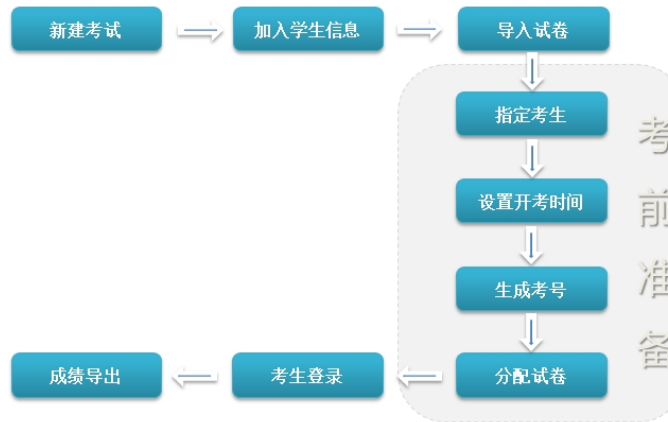 新建考试
加入学生信息
导入试卷
指定考生
设置开考时间
生成考号
分配试卷
考生登录
成绩导出
考
前
准
备